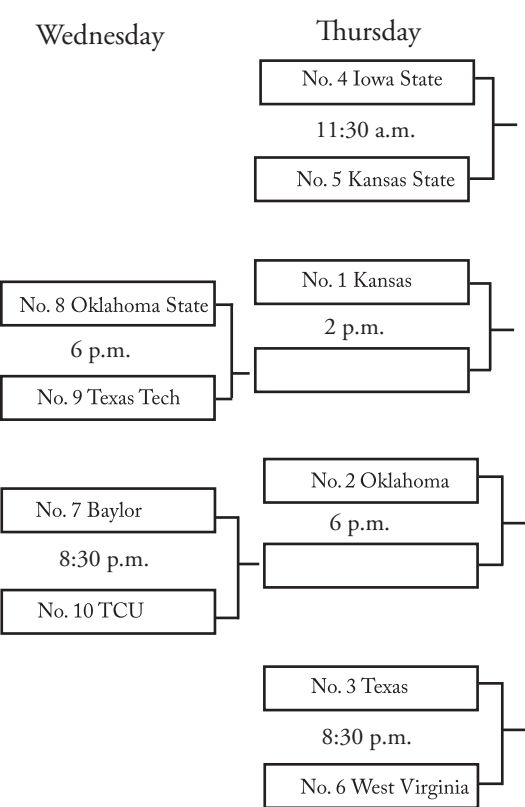 Wednesday
Thursday
No. 4 Iowa State
11:30 a.m.
No. 5 Kansas State
No. 8 Oklahoma State
6 p.m.
No. 9 Texas Tech
No. 1 Kansas
2 p.m.
No. 7 Baylor
8:30 p.m.
No. 10 TCU
No. 2 Oklahoma
6 p.m.
No. 3 Texas
8:30 p.m.
No. 6 West Virginia